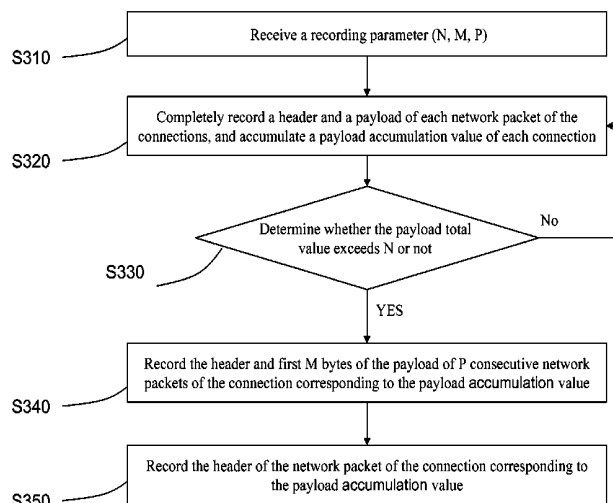 Receive a recording parameter (N, M, P)
S310
Completely record a header and a payload of each network packet of the
connections, and accumulate a payload accumulation value of each connection
S320
Determine whether the payload total
value exceeds N or not
No
S330
YES
Record the header and first M bytes of the payload of P consecutive network
packets of the connection corresponding to the payload accumulation value
S340
Record the header of the network packet of the connection corresponding to
the payload accumulation value
S350